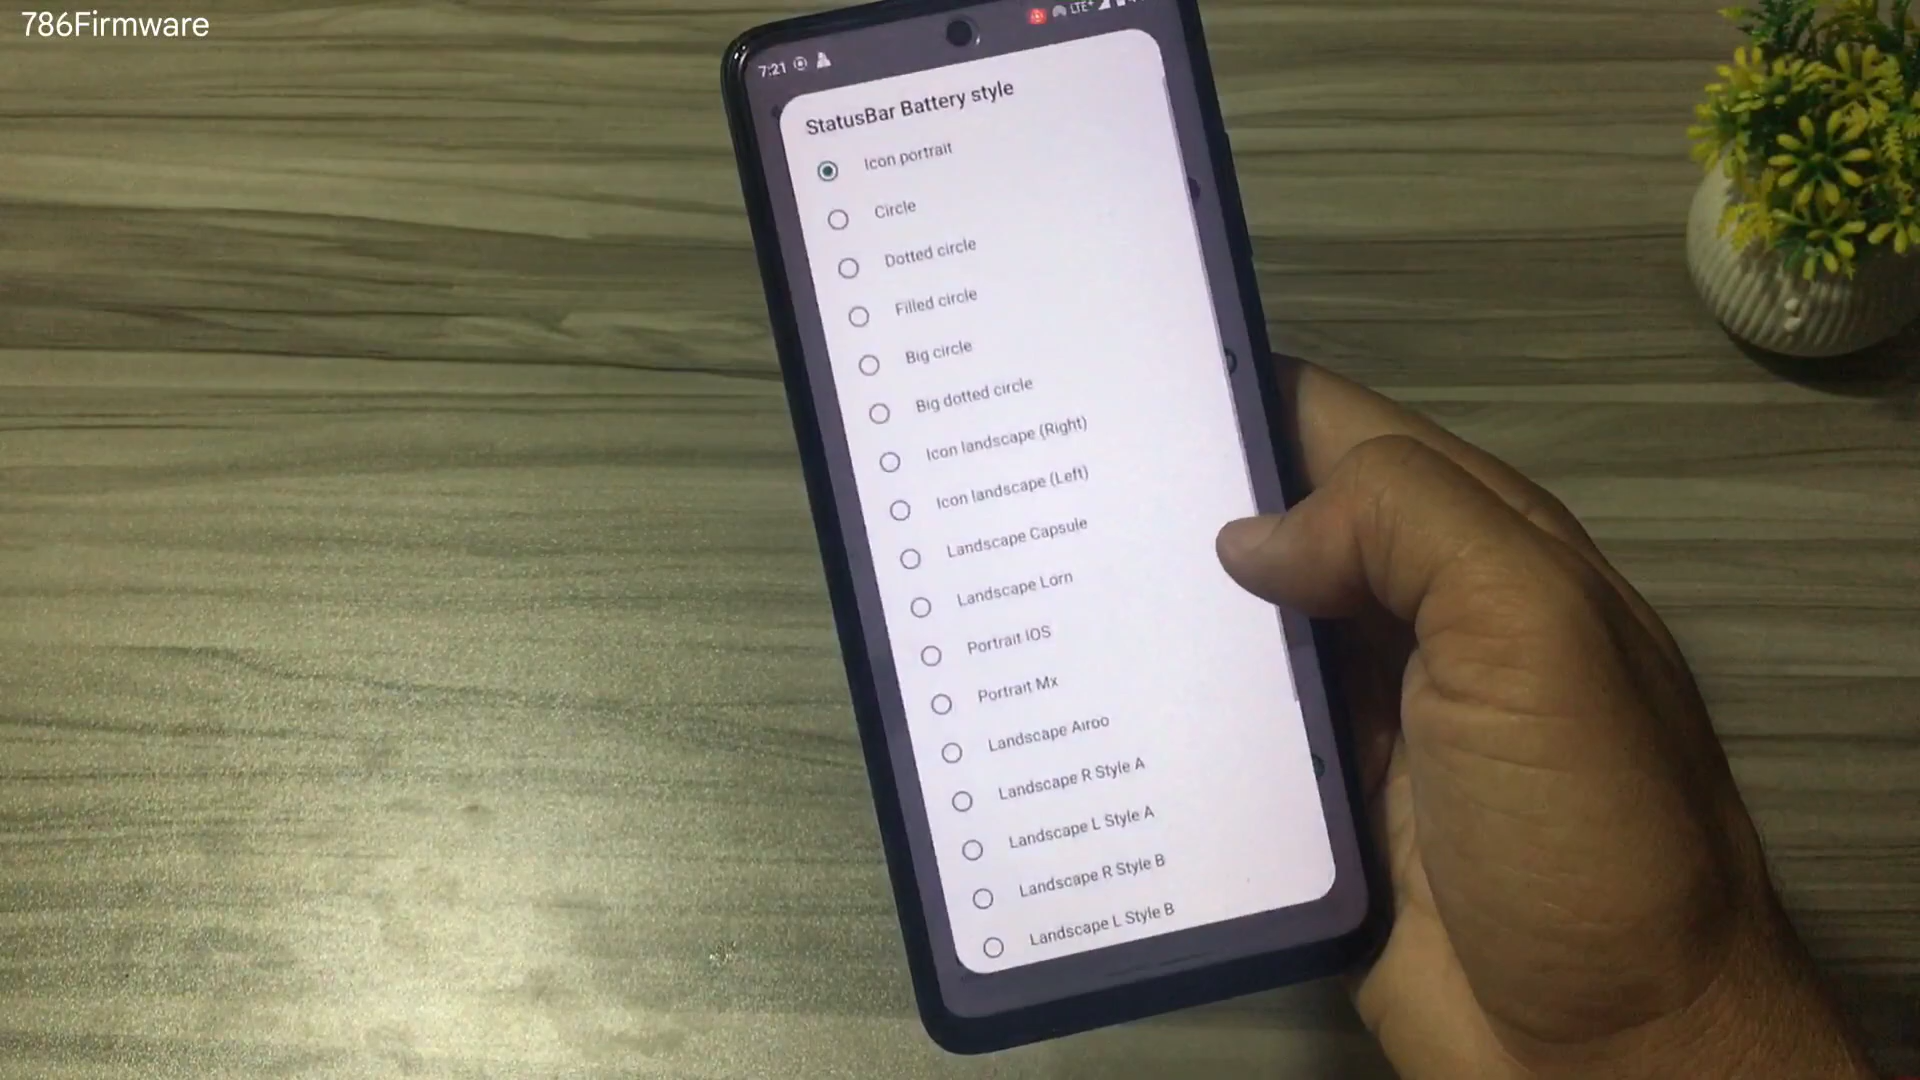 786Firmware
7:21
LTE+
StatusBar Battery style
Icon portrait
Circle
Dotted circle
Filled circle
Big circle
Big dotted circle
Icon landscape (Right)
Icon landscape (Left)
Landscape Capsule
Landscape Lorn
Portrait IOS
Portrait Mx
Landscape Airoo
Landscape R Style A
Landscape L Style A
Landscape R Style B
Landscape L Style B